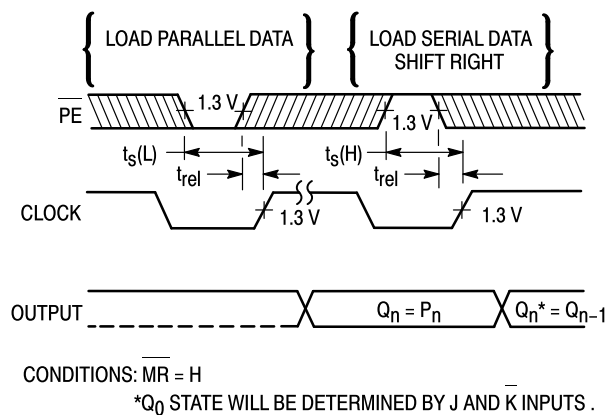 LOAD PARALLEL DATA
LOAD SERIAL DATA
SHIFT RIGHT
PE
1.3 V
1.3 V
ts(L)
ts(H)
trel
trel
CLOCK
1.3 V
1.3 V
OUTPUT
Qn = Pn
Qn* = Qn–1
CONDITIONS: MR = H
*Q0 STATE WILL BE DETERMINED BY J AND K INPUTS .